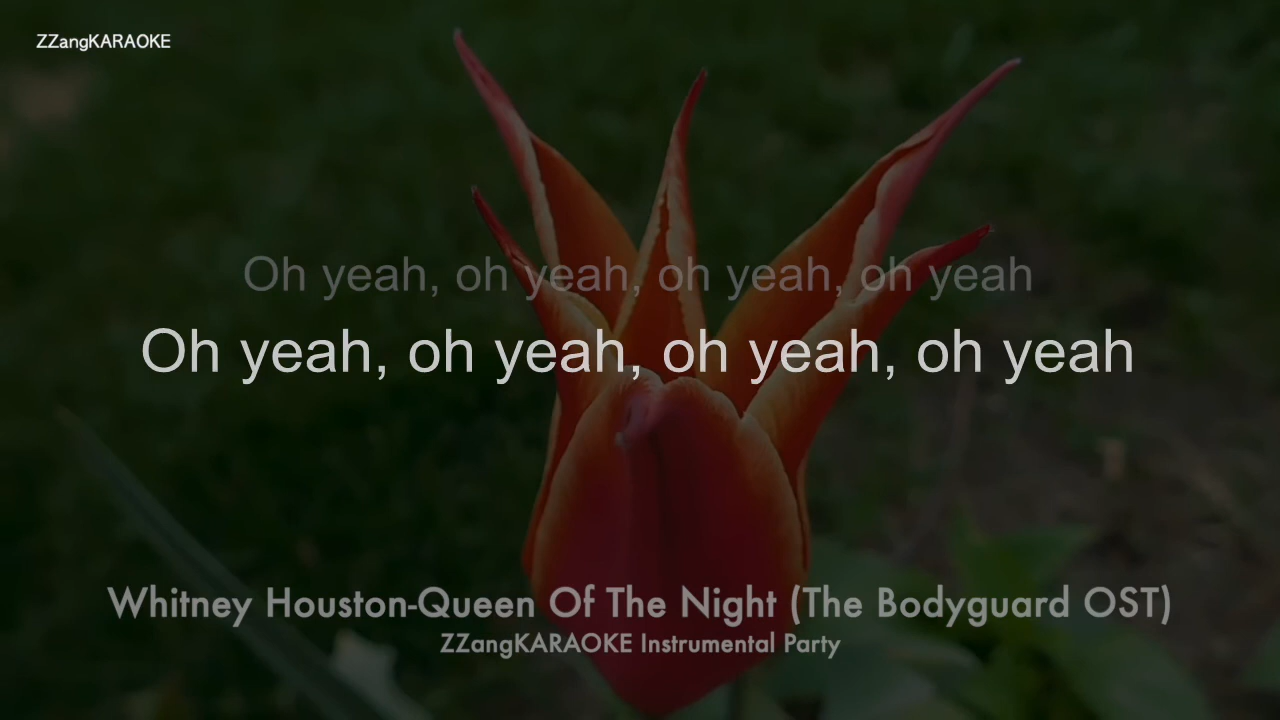 ZZangKARAOKE
Oh yeah, oh yeah, oh yeah, oh yeah
Oh yeah, oh yeah, oh yeah, oh yeah
Whitney Houston-Queen Of The Night (The Bodyguard OST)
ZZangKARAOKE Instrumental Party